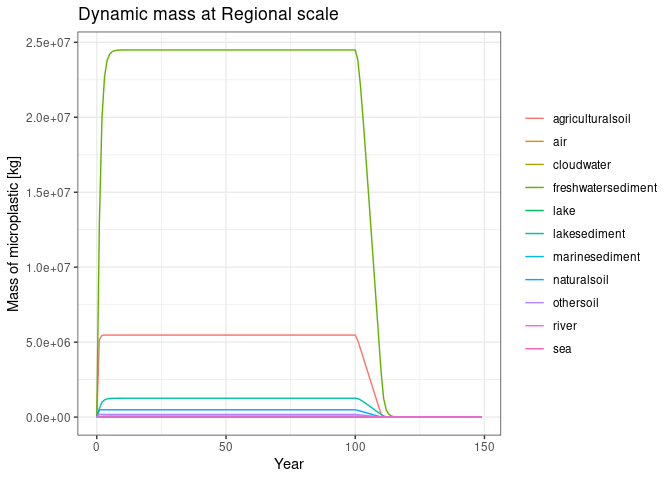 Dynamic mass at Regional scale
2.5e+07
2.0e+07
1.5e+07
1.0e+07
5.0e+06
0.0e+00
Mass of microplastic [kg]
0
50
100
150
Year
agriculturalsoil
air
cloudwater
freshwatersediment
lake
lakesediment
marinesediment
naturalsoil
othersoil
river
sea